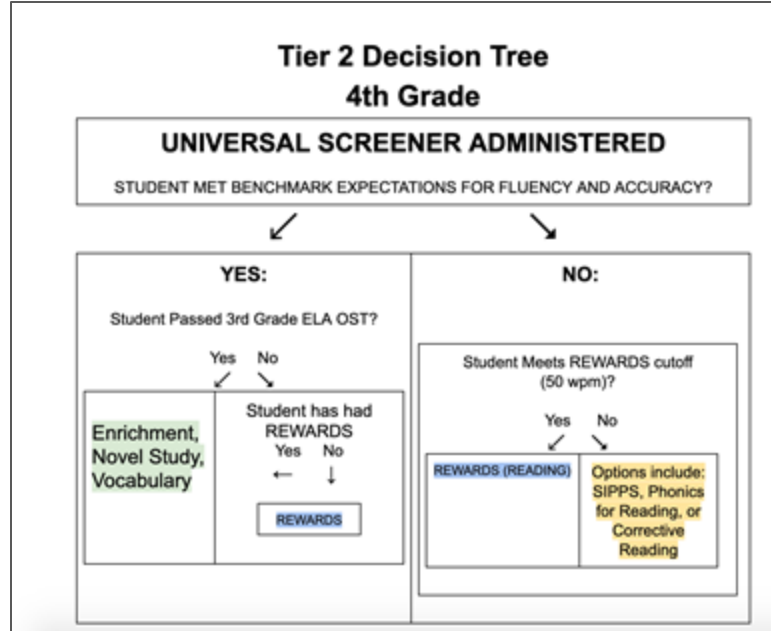 Tier 2 Decision Tree
4th Grade
UNIVERSAL SCREENER ADMINISTERED
STUDENT MET BENCHMARK EXPECTATIONS FOR FLUENCY AND ACCURACY?
YES:
Student Passed 3rd Grade ELA OST?
Yes No
Enrichment,
Novel Study,
Vocabulary
Student has had
REWARDS
Yes No
REWARDS
NO:
Student Meets REWARDS cutoff
(50 wpm)?
Yes No
REWARDS (READING)
Options include:
SIPPS, Phonics
for Reading, or
Corrective
Reading